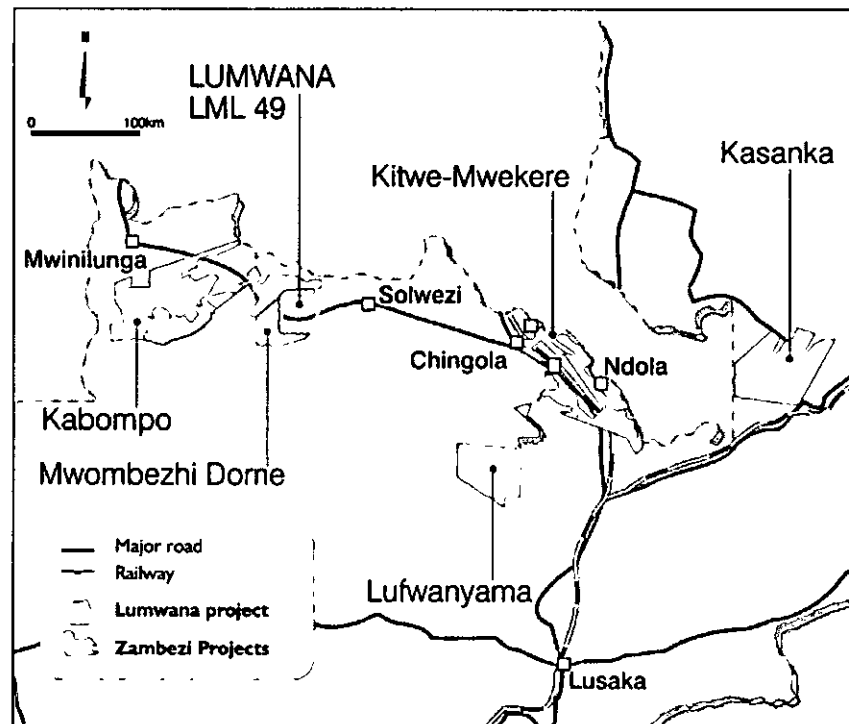 N
0 100km
LUMWANA
LML 49
Kitwe-Mwekere
Kasanka
Mwinilunga
Solwezi
Chingola
Ndola
Kabompo
Mwombezhi Dome
Lufwanyama
Major road
Railway
Lumwana project
Zambezi Projects
Lusaka